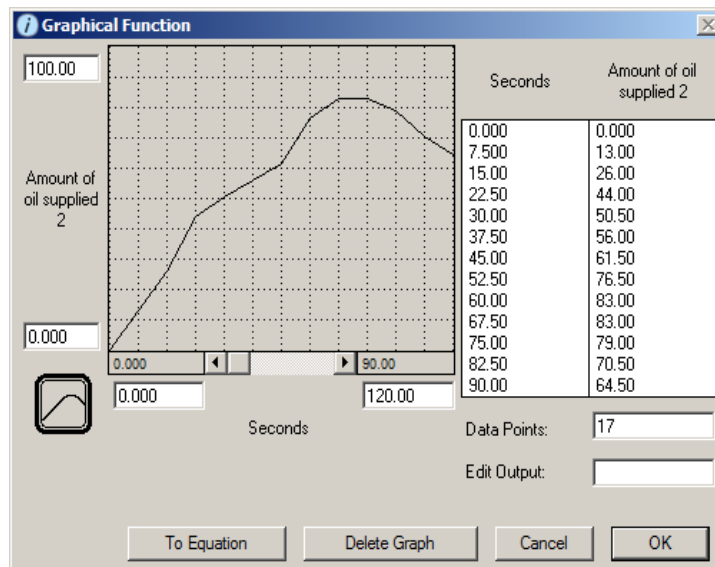 Graphical Function
100.00
Amount of
oil supplied
2
0.000
0.000
90.00
0.000
120.00
Seconds
Seconds
Amount of oil
supplied 2
0.000 0.000
7.500 13.00
15.00 26.00
22.50 44.00
30.00 50.50
37.50 56.00
45.00 61.50
52.50 76.50
60.00 83.00
67.50 83.00
75.00 79.00
82.50 70.50
90.00 64.50
Data Points: 17
Edit Output:
To Equation
Delete Graph
Cancel
OK